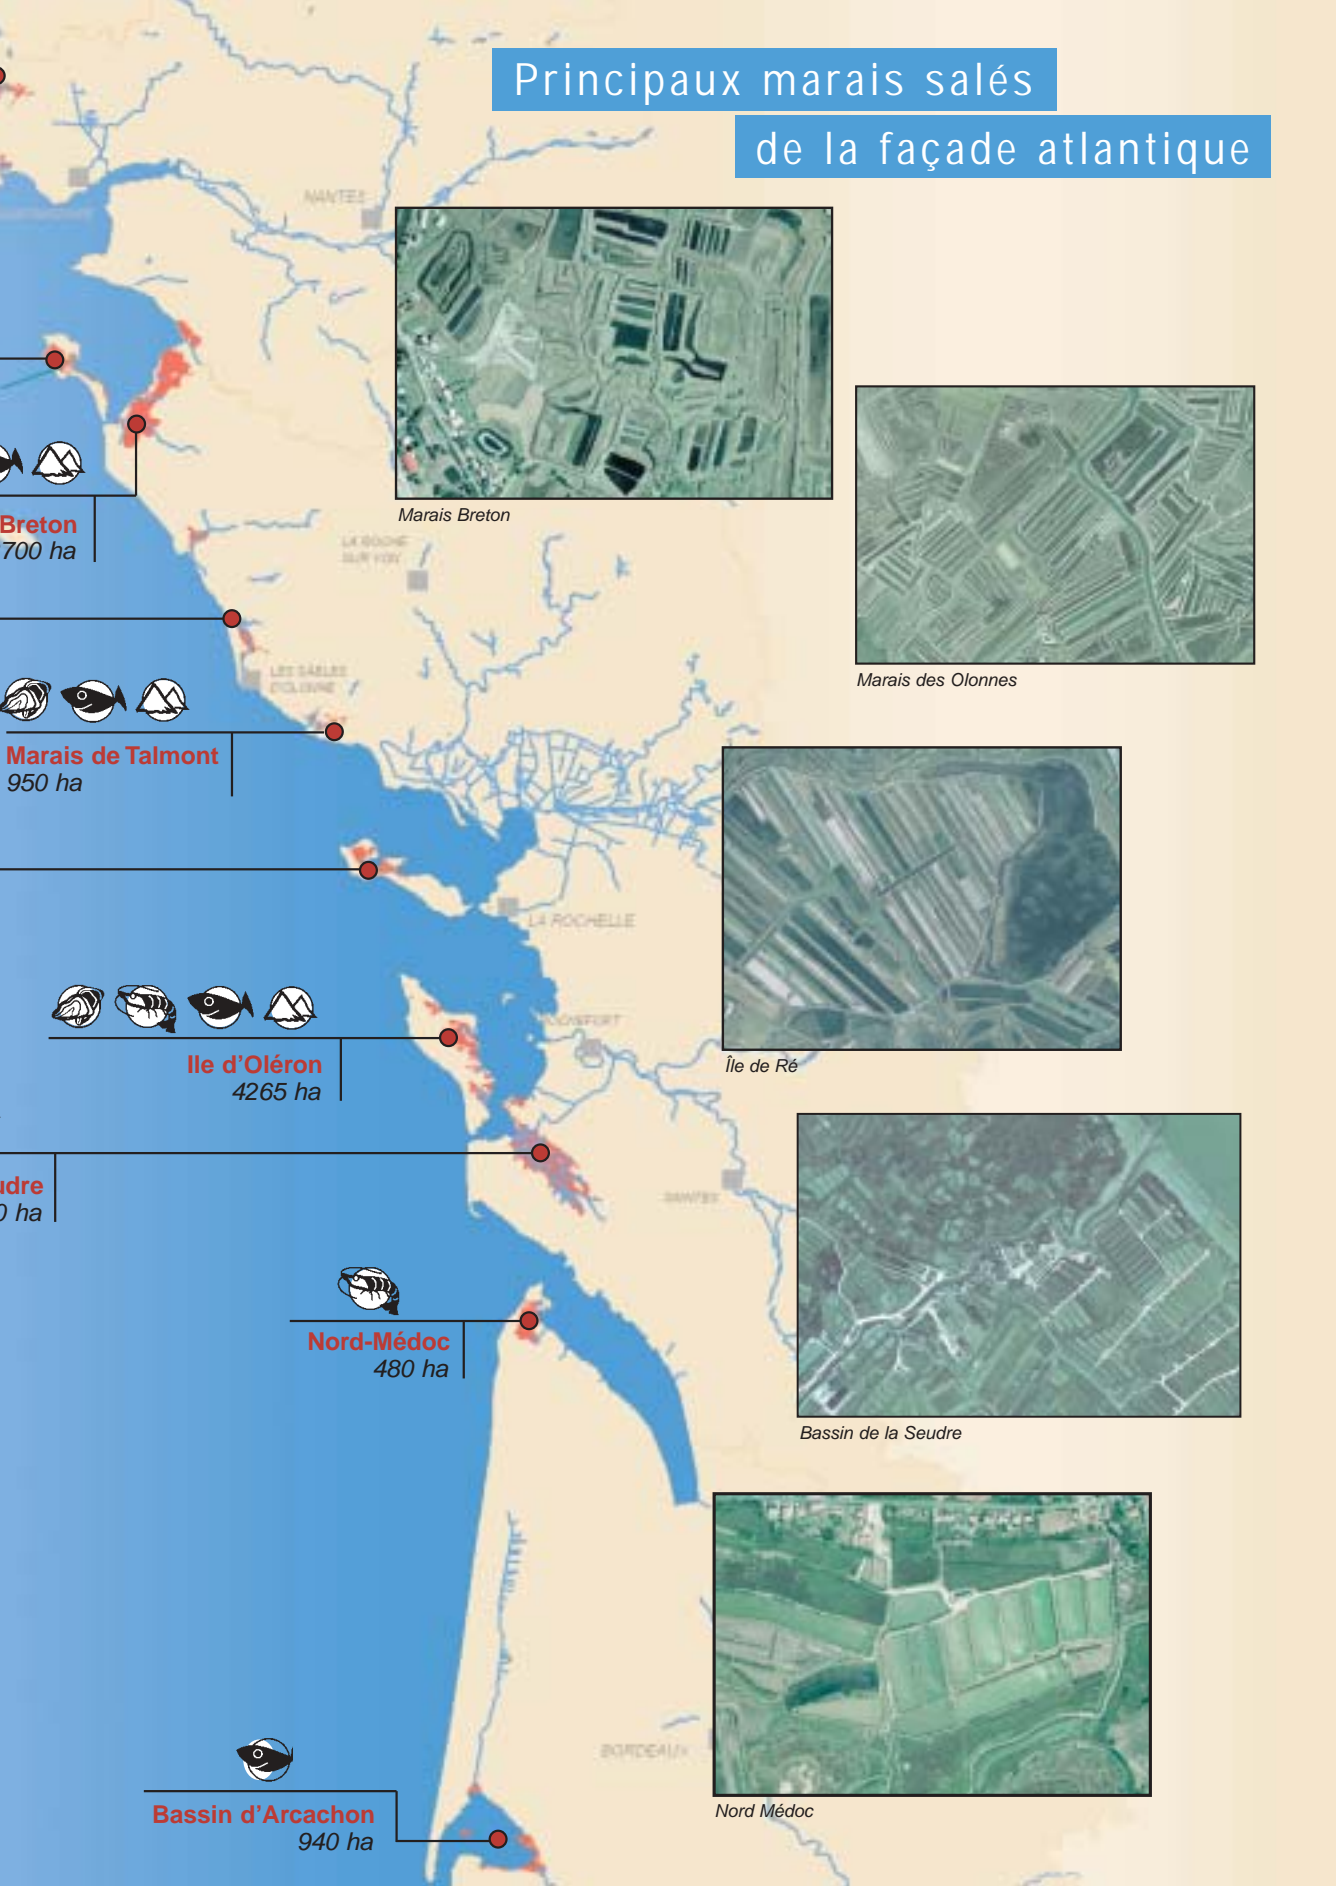 Principaux marais salés
de la façade atlantique
NANTES
Marais Breton
Breton
700 ha
LA ROCHE
SUR YON
Marais des Olonnes
LES SABLES
D'OLONNE
Marais de Talmont
950 ha
LA ROCHELLE
Île de Ré
ROCHEFORT
Ile d'Oléron
4265 ha
udre
0 ha
SAINTES
Nord-Médoc
480 ha
Bassin de la Seudre
BORDEAUX
Nord Médoc
Bassin d'Arcachon
940 ha